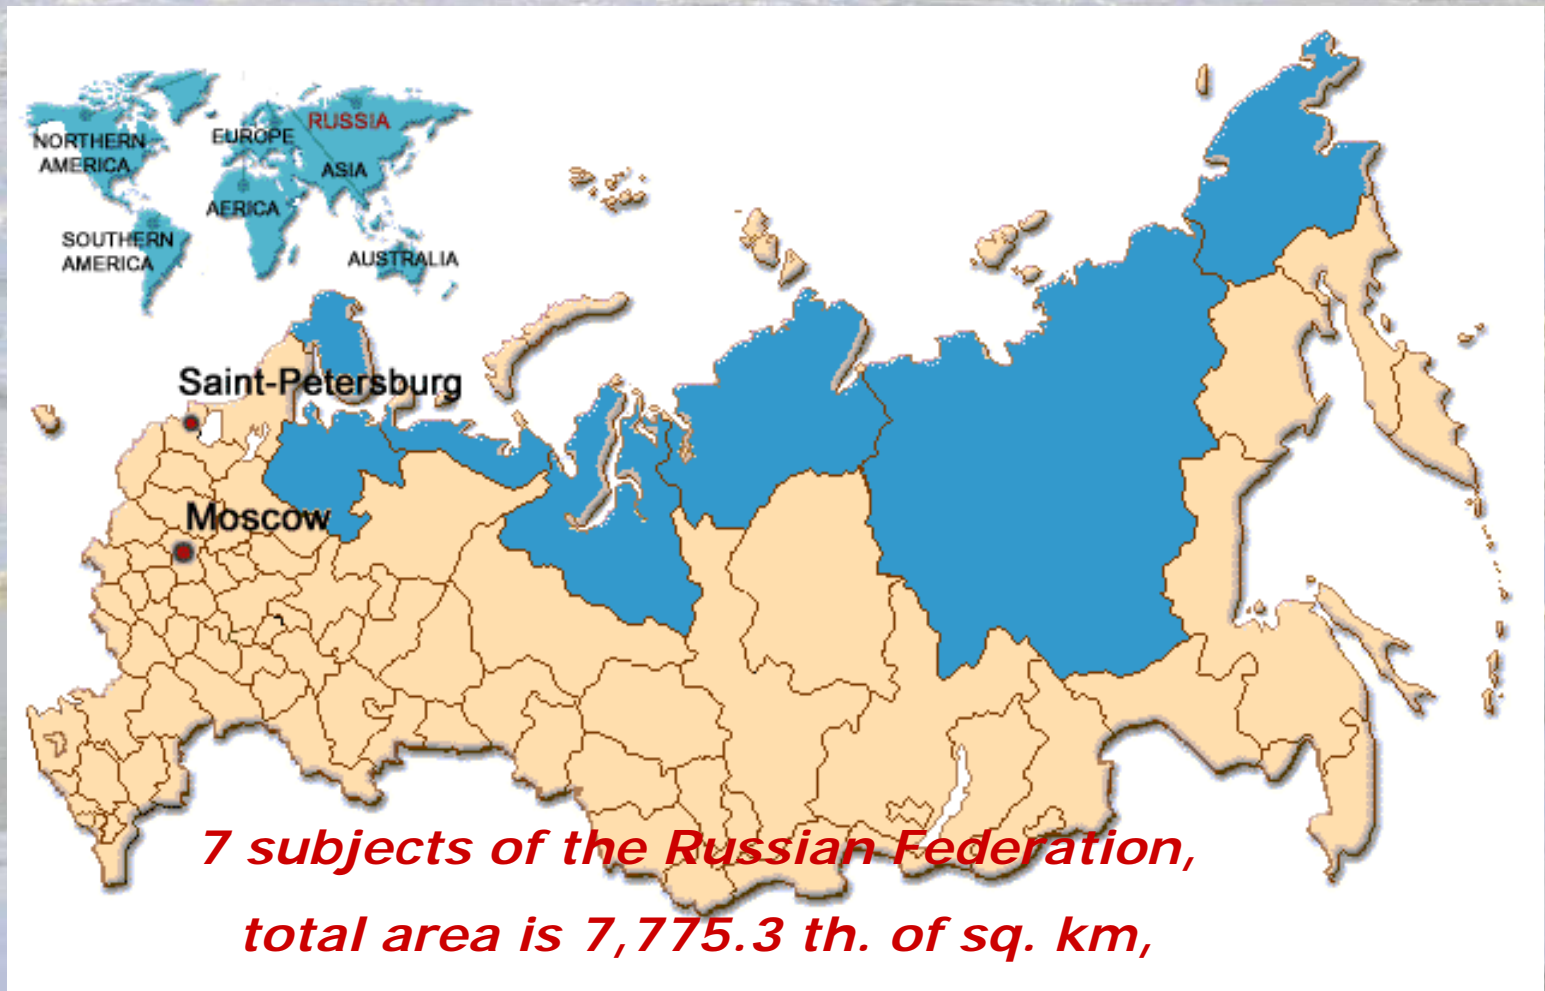 NORTHERN
AMERICA
EUROPE
RUSSIA
ASIA
AERICA
SOUTHERN
AMERICA
AUSTRALIA
Saint-Petersburg
Moscow
7 subjects of the Russian Federation,
total area is 7,775.3 th. of sq. km,